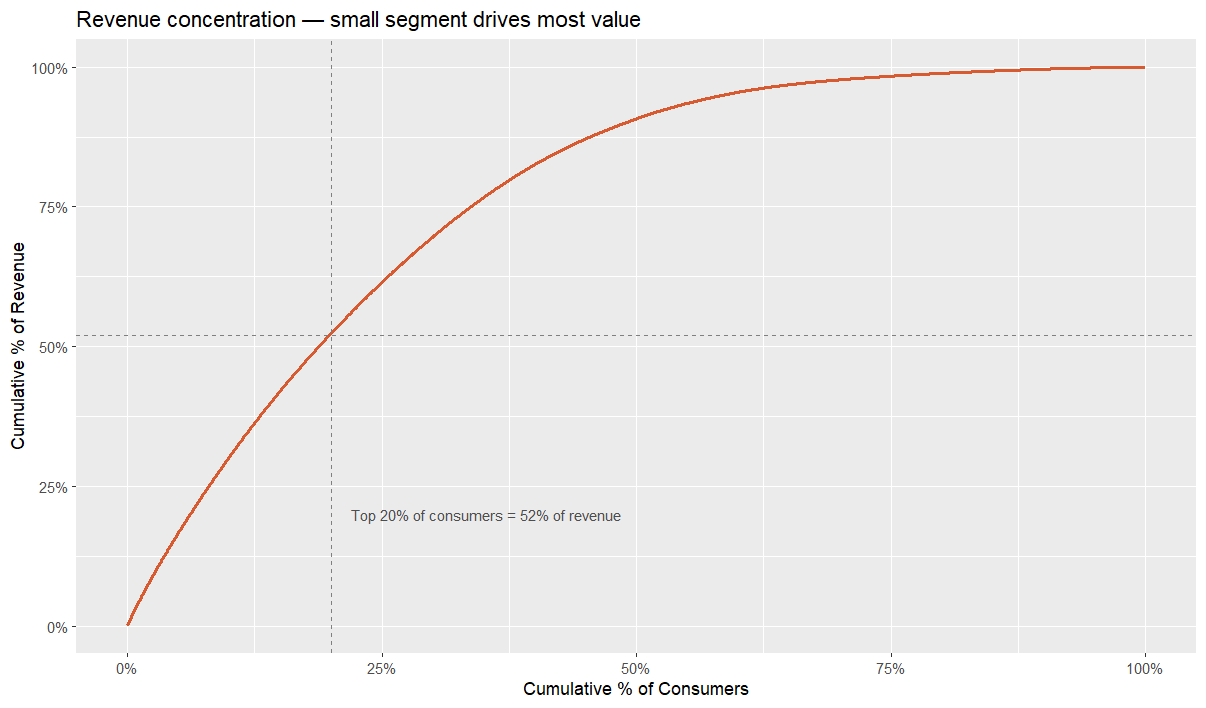 Revenue concentration — small segment drives most value
100%
75%
50%
25%
0%
Cumulative % of Revenue
Top 20% of consumers = 52% of revenue
0% 25% 50% 75% 100%
Cumulative % of Consumers